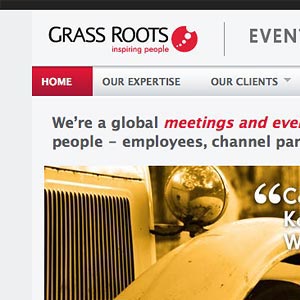 GRASS ROOTS
inspiring people
EVEN
HOME
OUR EXPERTISE
OUR CLIENTS
We're a global meetings and eve
people – employees, channel par
“C
K
W